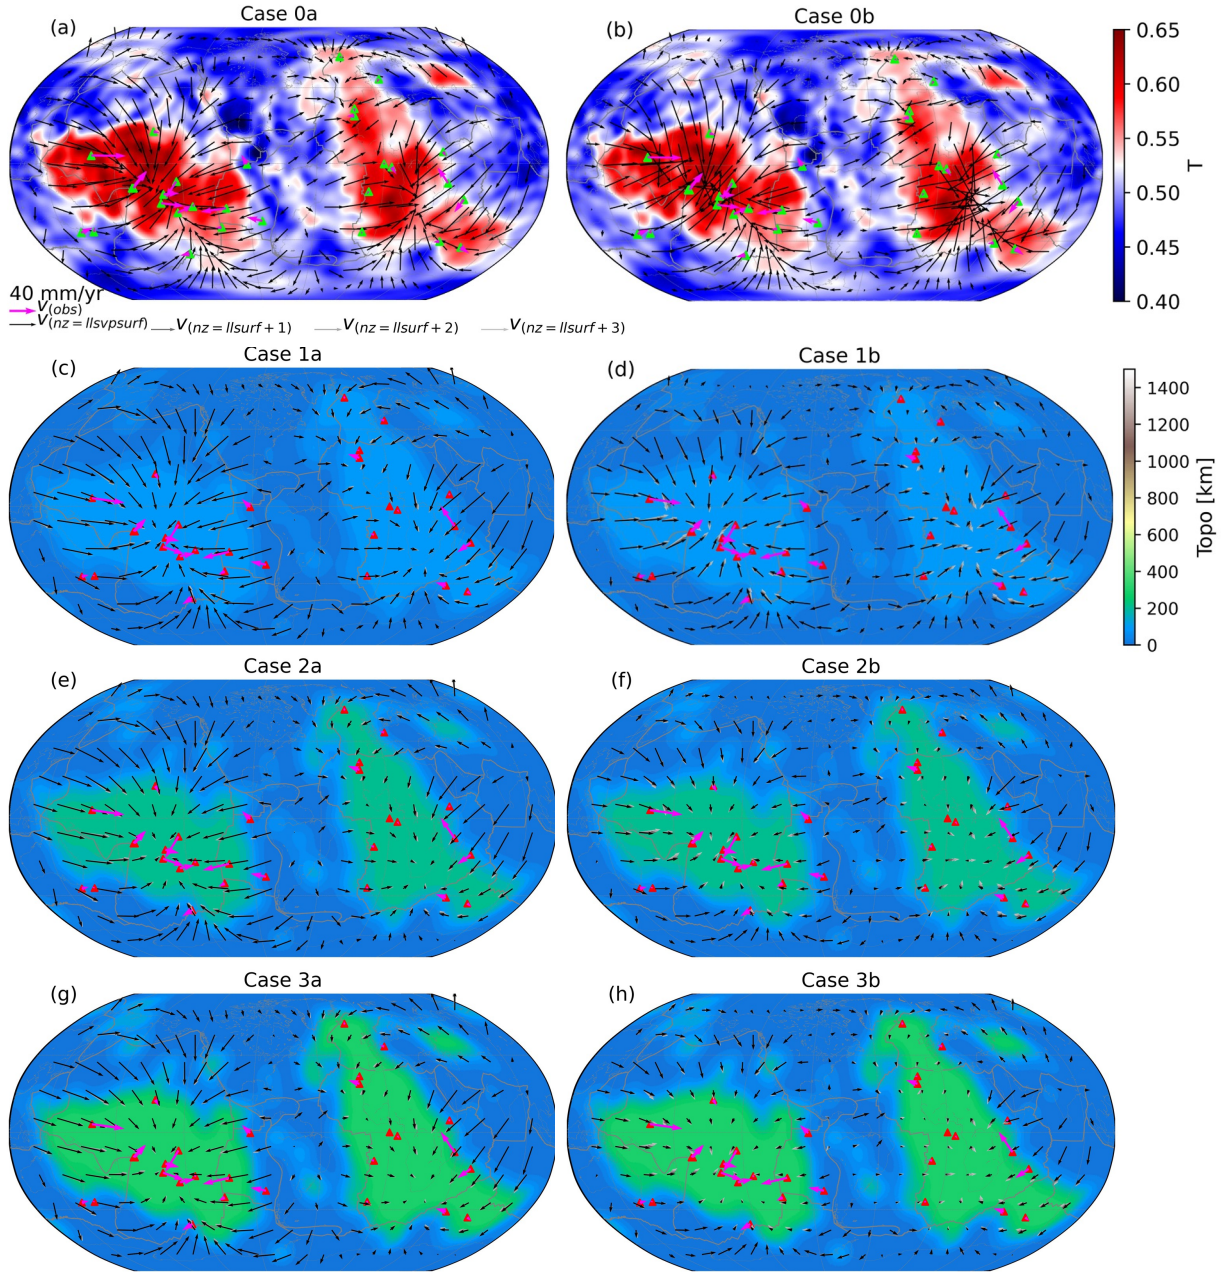 Case 0a
Case 0b
(a)
(b)
0.65
0.60
0.55
0.50
0.45
0.40
T
40 mm/yr
V(obs)
V(nz = llsvpsurf)
V(nz = llsurf + 1)
V(nz = llsurf + 2)
V(nz = llsurf + 3)
Case 1a
Case 1b
(c)
(d)
1400
1200
1000
800
600
400
200
0
Topo [km]
Case 2a
Case 2b
(e)
(f)
Case 3a
Case 3b
(g)
(h)